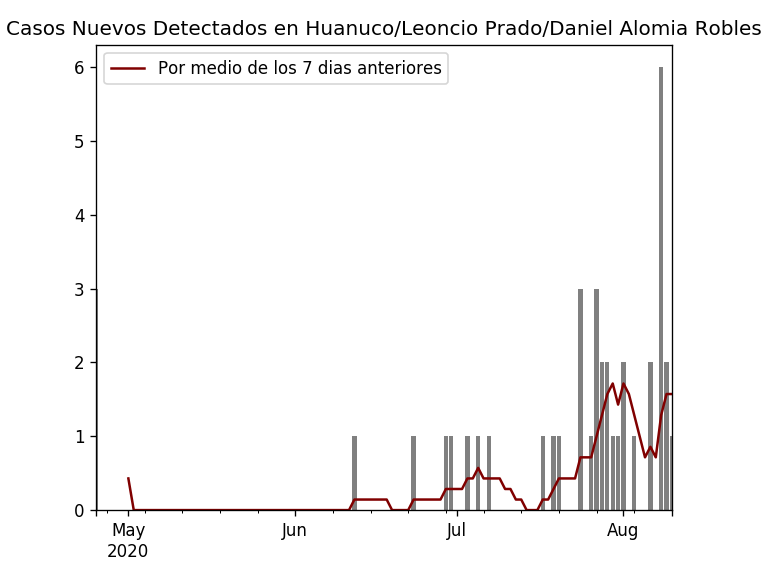 Casos Nuevos Detectados en Huanuco/Leoncio Prado/Daniel Alomia Robles
Por medio de los 7 dias anteriores
6
5
4
3
2
1
0
May Jun Jul Aug
2020